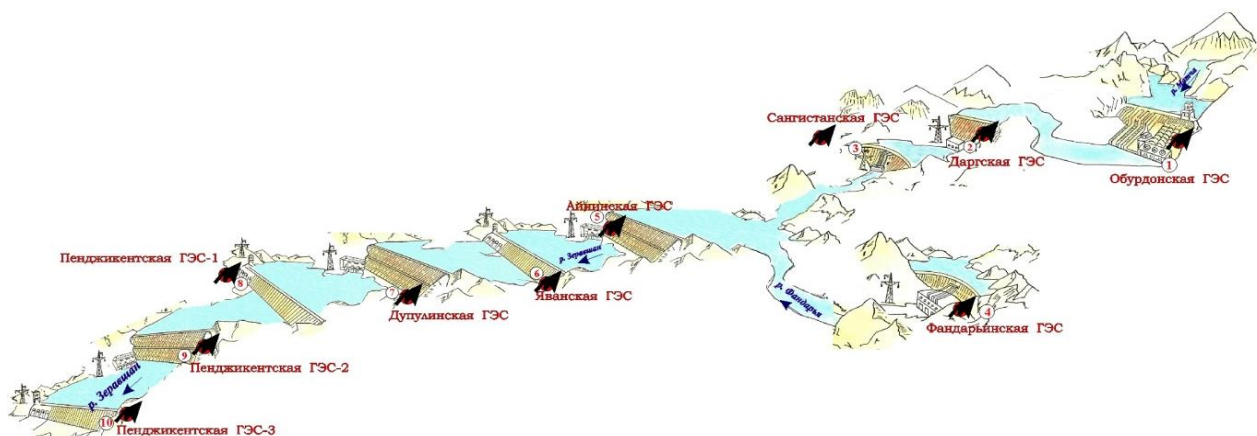 р. Матча
Сангистанская ГЭС
3
2
Даргская ГЭС
1
Обурдонская ГЭС
Айнинская ГЭС
5
р. Зеравшан
6
Яванская ГЭС
Пенджикентская ГЭС-1
8
7
Дупулинская ГЭС
р. Фандарья
4
Фандарьинская ГЭС
9
Пенджикентская ГЭС-2
р. Зеравшан
10
Пенджикентская ГЭС-3